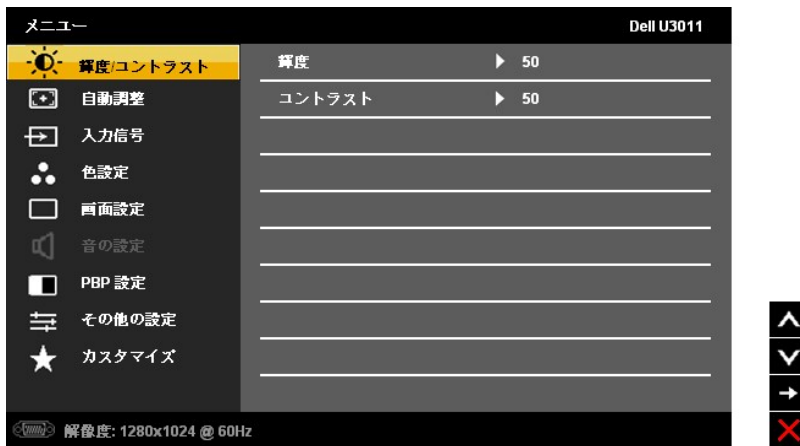 メニュー Dell U3011
輝度/コントラスト
輝度 50
自動調整
コントラスト 50
入力信号
色設定
画面設定
音の設定
PBP 設定
その他の設定
カスタマイズ
解像度: 1280x1024 @ 60Hz